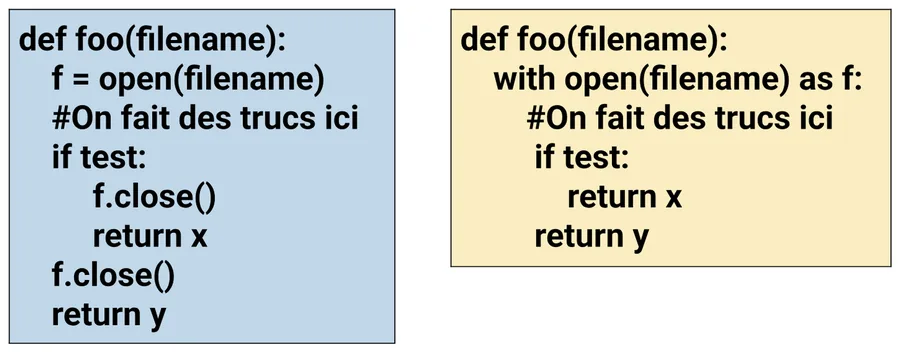 def foo(filename):
    f = open(filename)
    #On fait des trucs ici
    if test:
        f.close()
        return x
    f.close()
    return y
def foo(filename):
    with open(filename) as f:
        #On fait des trucs ici
        if test:
            return x
        return y